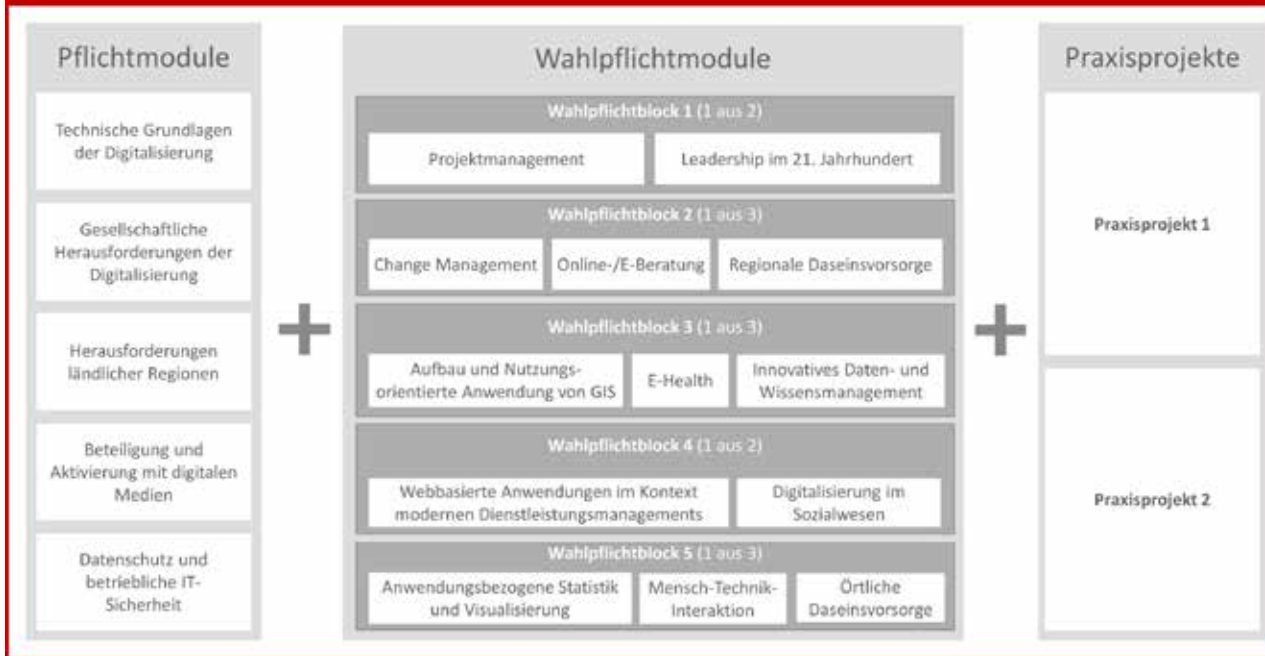 Pflichtmodule
Technische Grundlagen
der Digitalisierung
Gesellschaftliche
Herausforderungen der
Digitalisierung
Herausforderungen
ländlicher Regionen
Beteiligung und
Aktivierung mit digitalen
Medien
Datenschutz und
betriebliche IT-
Sicherheit
Wahlpflichtmodule
Wahlpflichtblock 1 (1 aus 2)
Projektmanagement
Leadership im 21. Jahrhundert
Wahlpflichtblock 2 (1 aus 3)
Change Management
Online-/E-Beratung
Regionale Daseinsvorsorge
Wahlpflichtblock 3 (1 aus 3)
Aufbau und Nutzungs-
orientierte Anwendung von GIS
E-Health
Innovatives Daten- und
Wissensmanagement
Wahlpflichtblock 4 (1 aus 2)
Webbasierte Anwendungen im Kontext
modernen Dienstleistungsmanagements
Digitalisierung im
Sozialwesen
Wahlpflichtblock 5 (1 aus 3)
Anwendungsbezogene Statistik
und Visualisierung
Mensch-Technik-
Interaktion
Örtliche
Daseinsvorsorge
Praxisprojekte
Praxisprojekt 1
Praxisprojekt 2